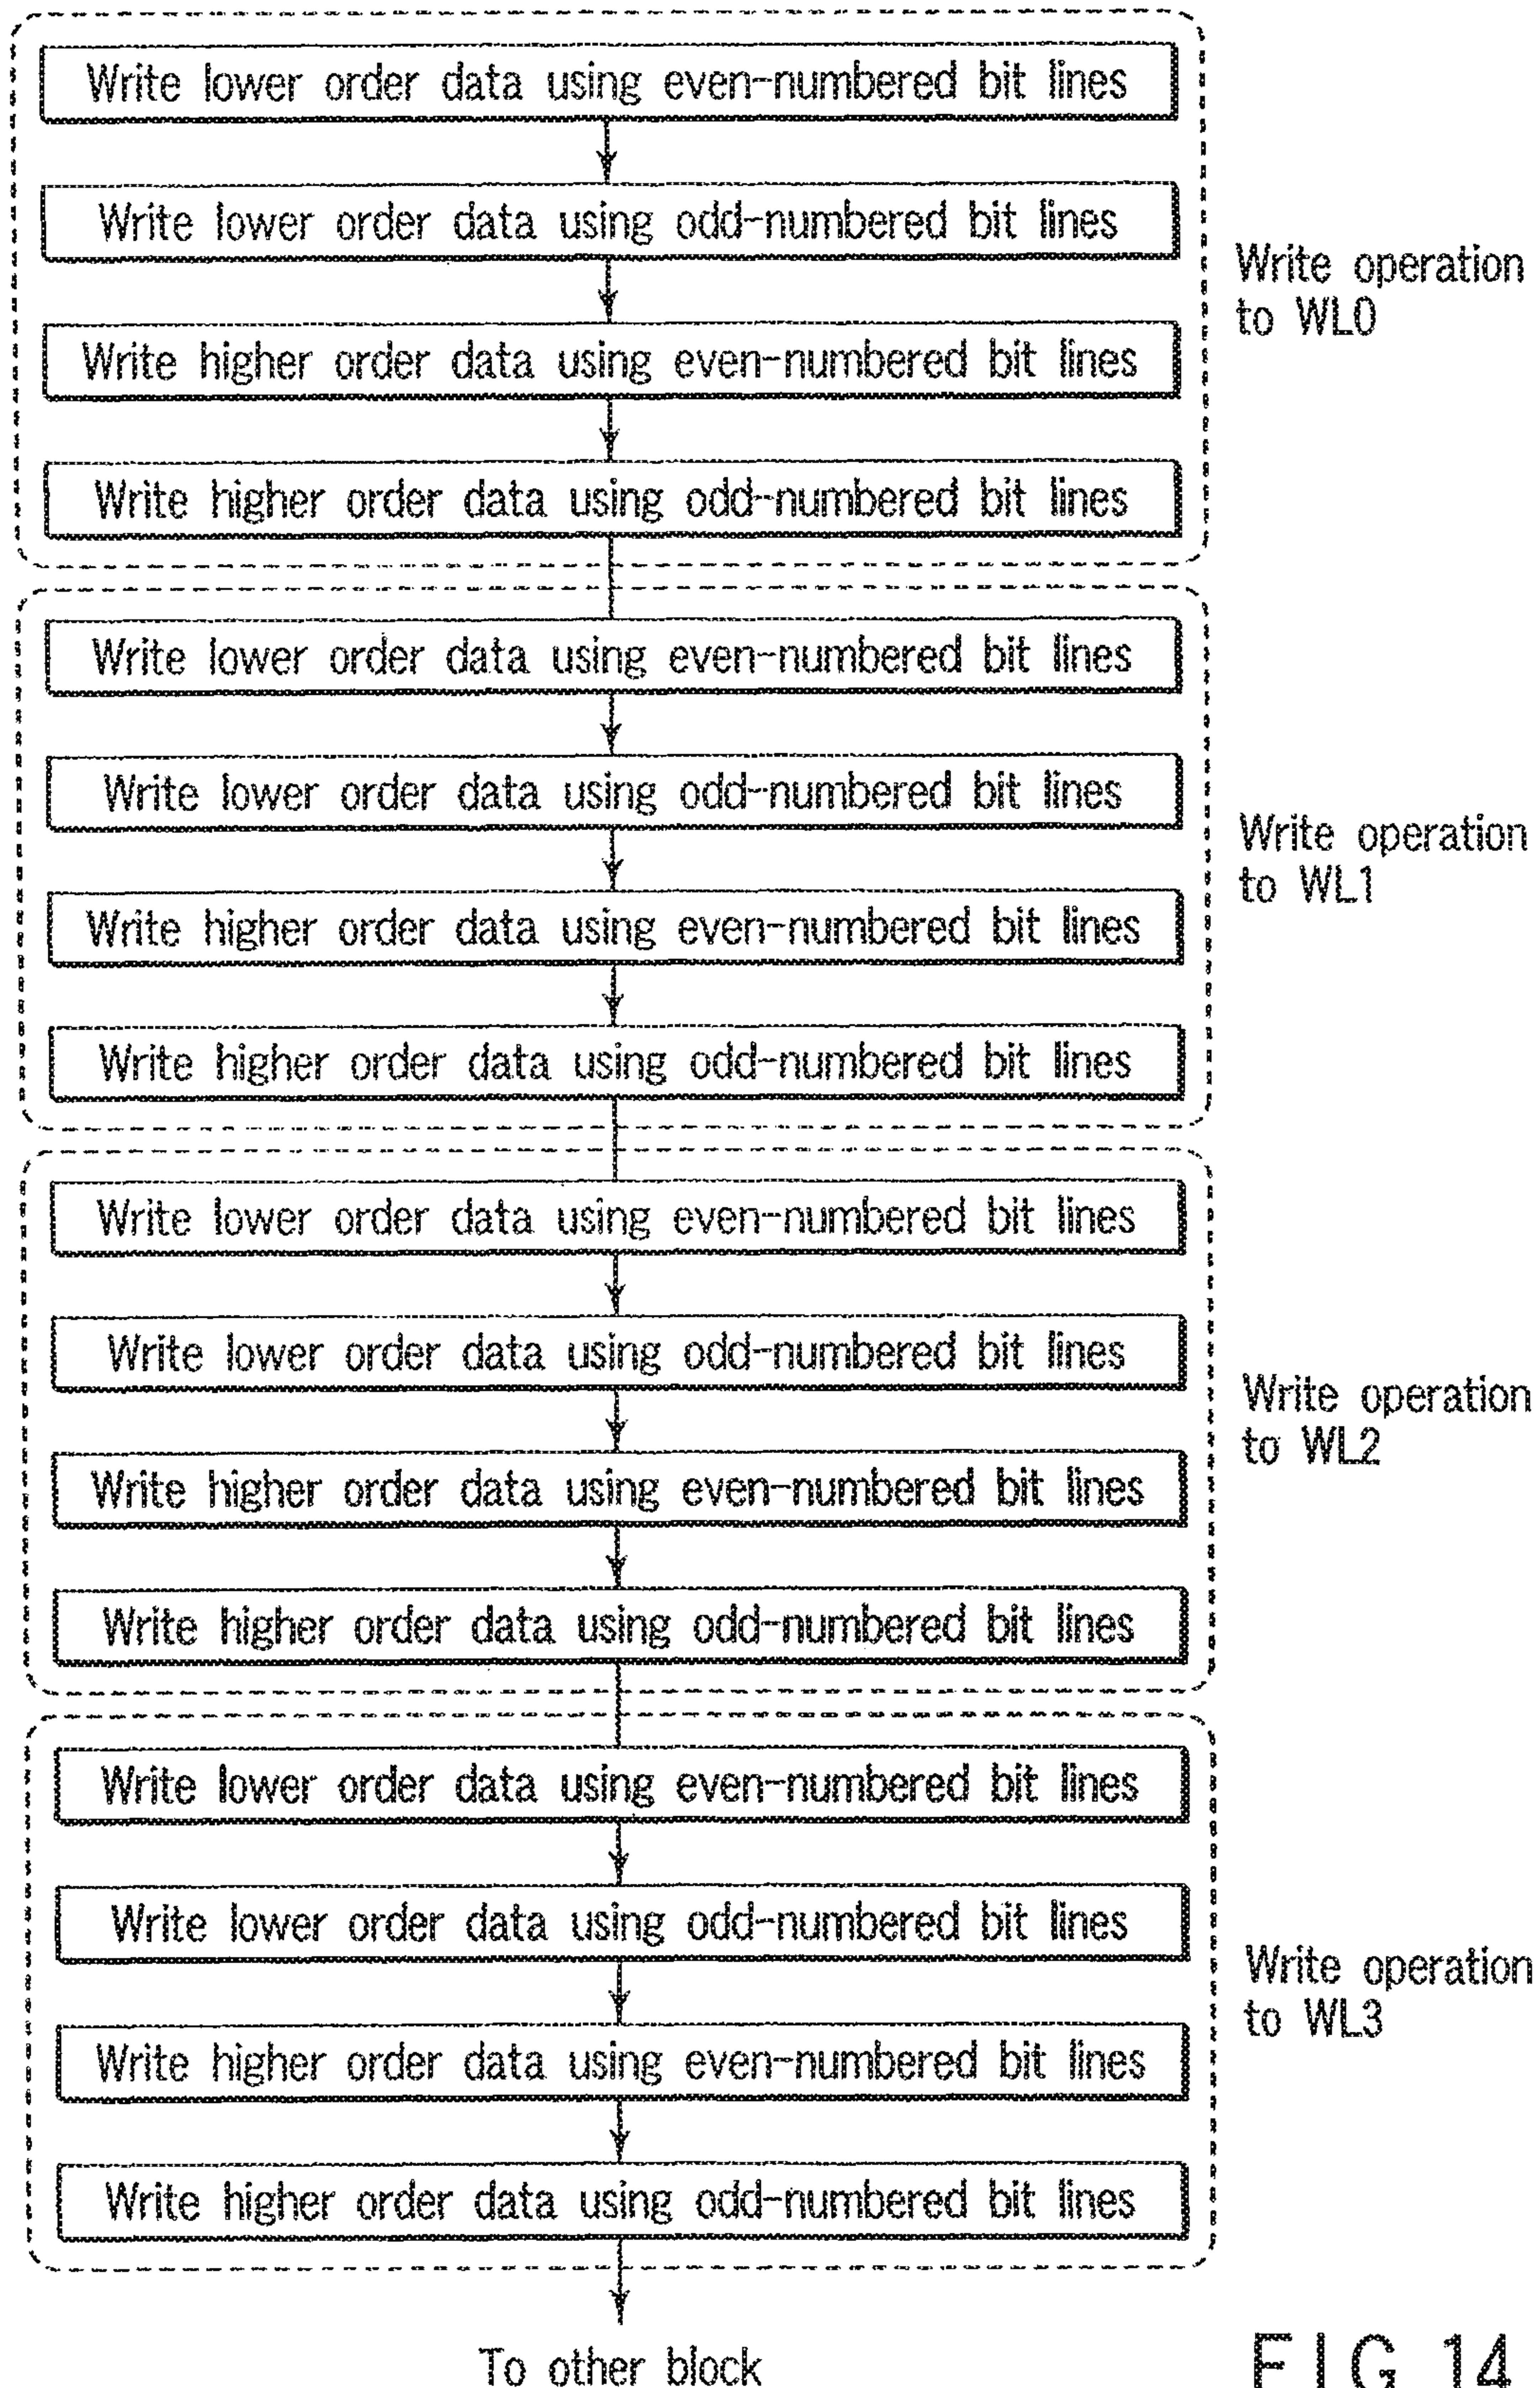 Write lower order data using even-numbered bit lines
Write lower order data using odd-numbered bit lines
Write higher order data using even-numbered bit lines
Write higher order data using odd-numbered bit lines
Write operation
to WL0
Write lower order data using even-numbered bit lines
Write lower order data using odd-numbered bit lines
Write higher order data using even-numbered bit lines
Write higher order data using odd-numbered bit lines
Write operation
to WL1
Write lower order data using even-numbered bit lines
Write lower order data using odd-numbered bit lines
Write higher order data using even-numbered bit lines
Write higher order data using odd-numbered bit lines
Write operation
to WL2
Write lower order data using even-numbered bit lines
Write lower order data using odd-numbered bit lines
Write higher order data using even-numbered bit lines
Write higher order data using odd-numbered bit lines
Write operation
to WL3
To other block
FIG 14